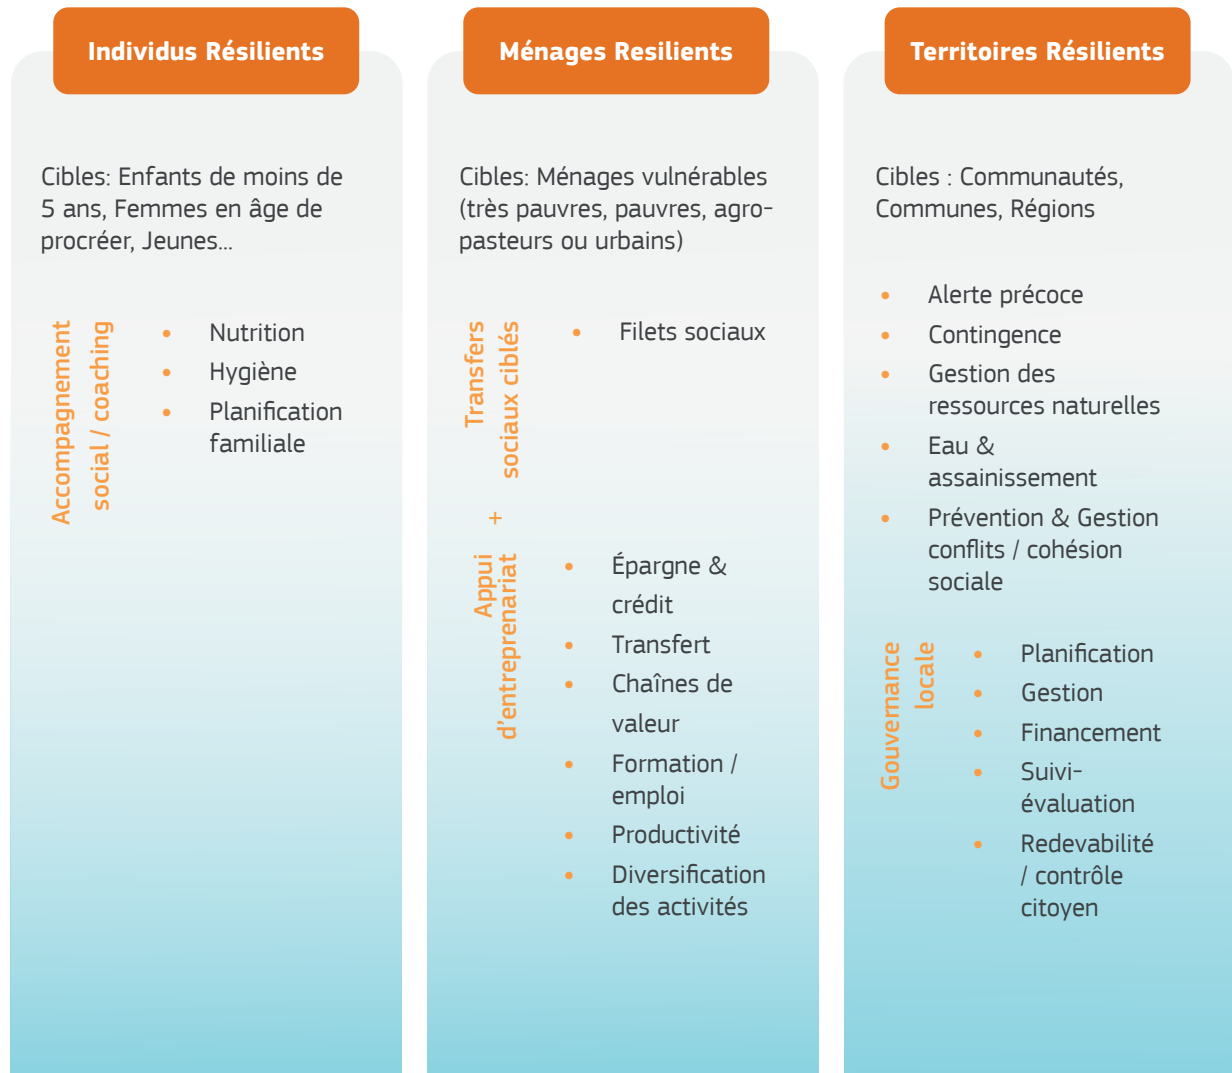 Individus Résilients
Cibles: Enfants de moins de
5 ans, Femmes en âge de
procréer, Jeunes...
Accompagnement
social / coaching
• Nutrition
• Hygiène
• Planification
familiale
Ménages Resilients
Cibles: Ménages vulnérables
(très pauvres, pauvres, agro-
pasteurs ou urbains)
Transfers
sociaux ciblés
• Filets sociaux
+
Appui
d'entreprenariat
• Épargne &
crédit
• Transfert
• Chaînes de
valeur
• Formation /
emploi
• Productivité
• Diversification
des activités
Territoires Résilients
Cibles : Communautés,
Communes, Régions
• Alerte précoce
• Contingence
• Gestion des
ressources naturelles
• Eau &
assainissement
• Prévention & Gestion
conflits / cohésion
sociale
Gouvernance
locale
• Planification
• Gestion
• Financement
• Suivi-
évaluation
• Redevabilité
/ contrôle
citoyen